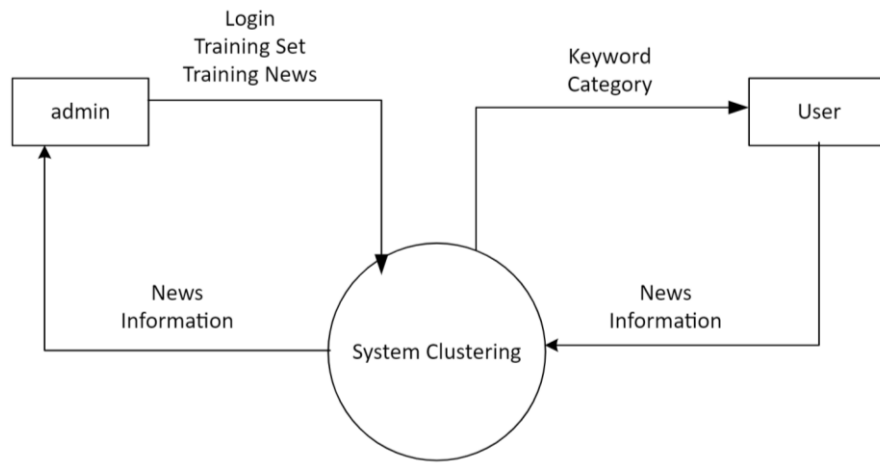 Login
Training Set
Training News
Keyword
Category
admin
User
News
Information
News
Information
System Clustering